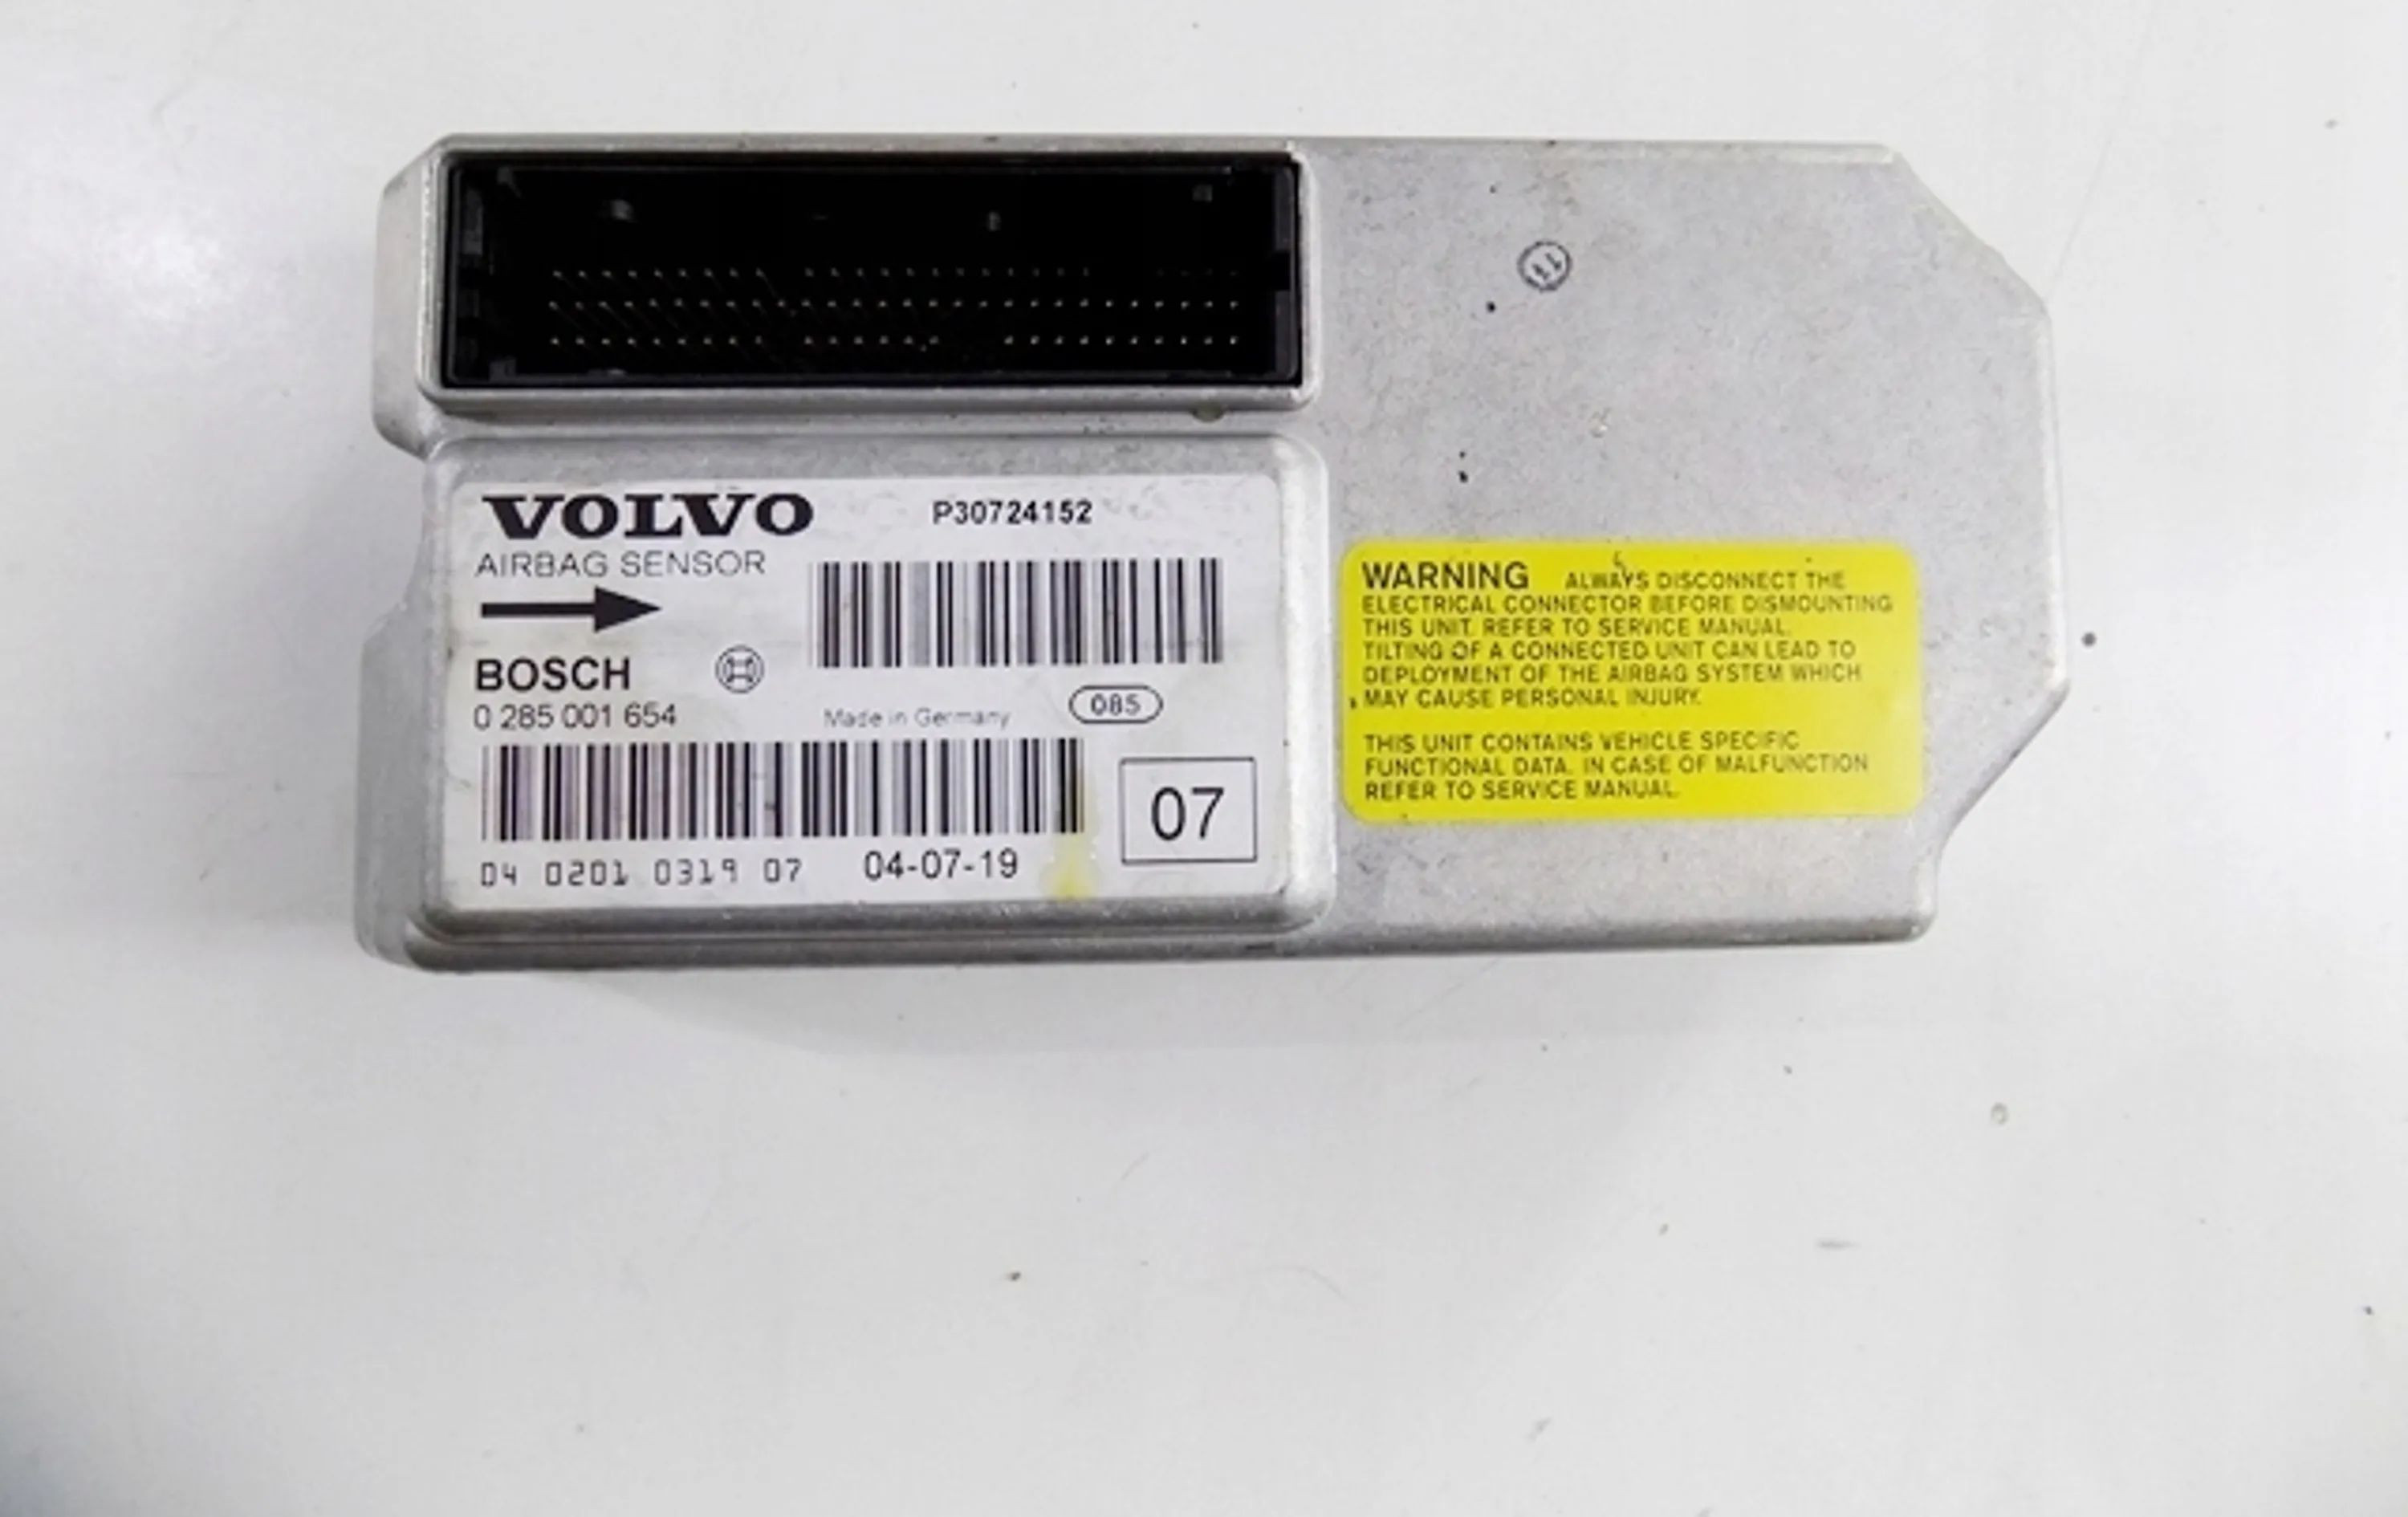 VOLVO P30724152
AIRBAG SENSOR
BOSCH
0 285 001 654
Made in Germany 085
07
04 0201 0319 07 04-07-19
WARNING ALWAYS DISCONNECT THE
ELECTRICAL CONNECTOR BEFORE DISMOUNTING
THIS UNIT. REFER TO SERVICE MANUAL.
TILTING OF A CONNECTED UNIT CAN LEAD TO
DEPLOYMENT OF THE AIRBAG SYSTEM WHICH
MAY CAUSE PERSONAL INJURY.
THIS UNIT CONTAINS VEHICLE SPECIFIC
FUNCTIONAL DATA. IN CASE OF MALFUNCTION
REFER TO SERVICE MANUAL.